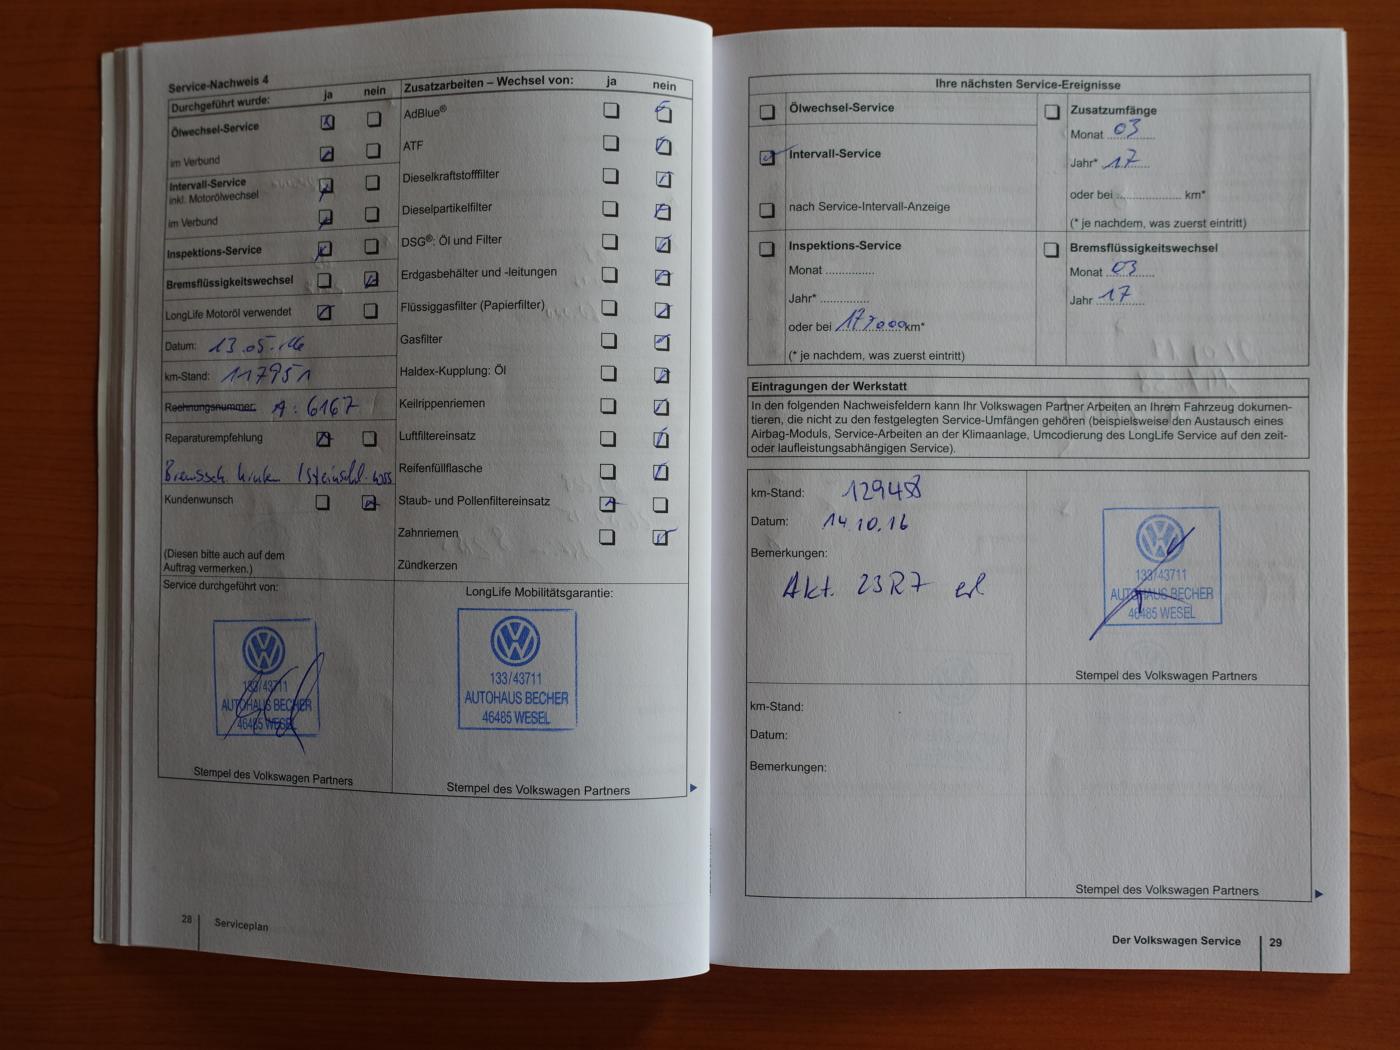 Service-Nachweis 4
Durchgeführt wurde: ja nein
Ölwechsel-Service
im Verbund
Intervall-Service
inkl. Motorölwechsel
im Verbund
Inspektions-Service
Bremsflüssigkeitswechsel
LongLife Motoröl verwendet
Datum: 13.05.16
km-Stand: 117951
Rechnungsnummer: A: 6167
Reparaturempfehlung
Bremssch. hinten
Kundenwunsch
(Diesen bitte auch auf dem
Auftrag vermerken.)
Service durchgeführt von:
133/43711
AUTOHAUS BECHER
46485 WESEL
Stempel des Volkswagen Partners
Zusatzarbeiten – Wechsel von: ja nein
AdBlue®
ATF
Dieselkraftstofffilter
Dieselpartikelfilter
DSG®: Öl und Filter
Erdgasbehälter und -leitungen
Flüssiggasfilter (Papierfilter)
Gasfilter
Haldex-Kupplung: Öl
Keilrippenriemen
Luftfiltereinsatz
Reifenfüllflasche
Staub- und Pollenfiltereinsatz
Zahnriemen
Zündkerzen
LongLife Mobilitätsgarantie:
133/43711
AUTOHAUS BECHER
46485 WESEL
Stempel des Volkswagen Partners
28 Serviceplan
Ihre nächsten Service-Ereignisse
Ölwechsel-Service
Intervall-Service
nach Service-Intervall-Anzeige
Inspektions-Service
Monat ...............
Jahr* ...............
oder bei 177000 km*
(* je nachdem, was zuerst eintritt)
Zusatzumfänge
Monat 03
Jahr* 17
oder bei .................... km*
(* je nachdem, was zuerst eintritt)
Bremsflüssigkeitswechsel
Monat 03
Jahr 17
Eintragungen der Werkstatt
In den folgenden Nachweisfeldern kann Ihr Volkswagen Partner Arbeiten an Ihrem Fahrzeug dokumen-
tieren, die nicht zu den festgelegten Service-Umfängen gehören (beispielsweise den Austausch eines
Airbag-Moduls, Service-Arbeiten an der Klimaanlage, Umcodierung des LongLife Service auf den zeit-
oder laufleistungsabhängigen Service).
km-Stand: 129458
Datum: 14.10.16
Bemerkungen:
Akt. 23R7 erl
133/43711
AUTOHAUS BECHER
46485 WESEL
Stempel des Volkswagen Partners
km-Stand:
Datum:
Bemerkungen:
Stempel des Volkswagen Partners
Der Volkswagen Service 29